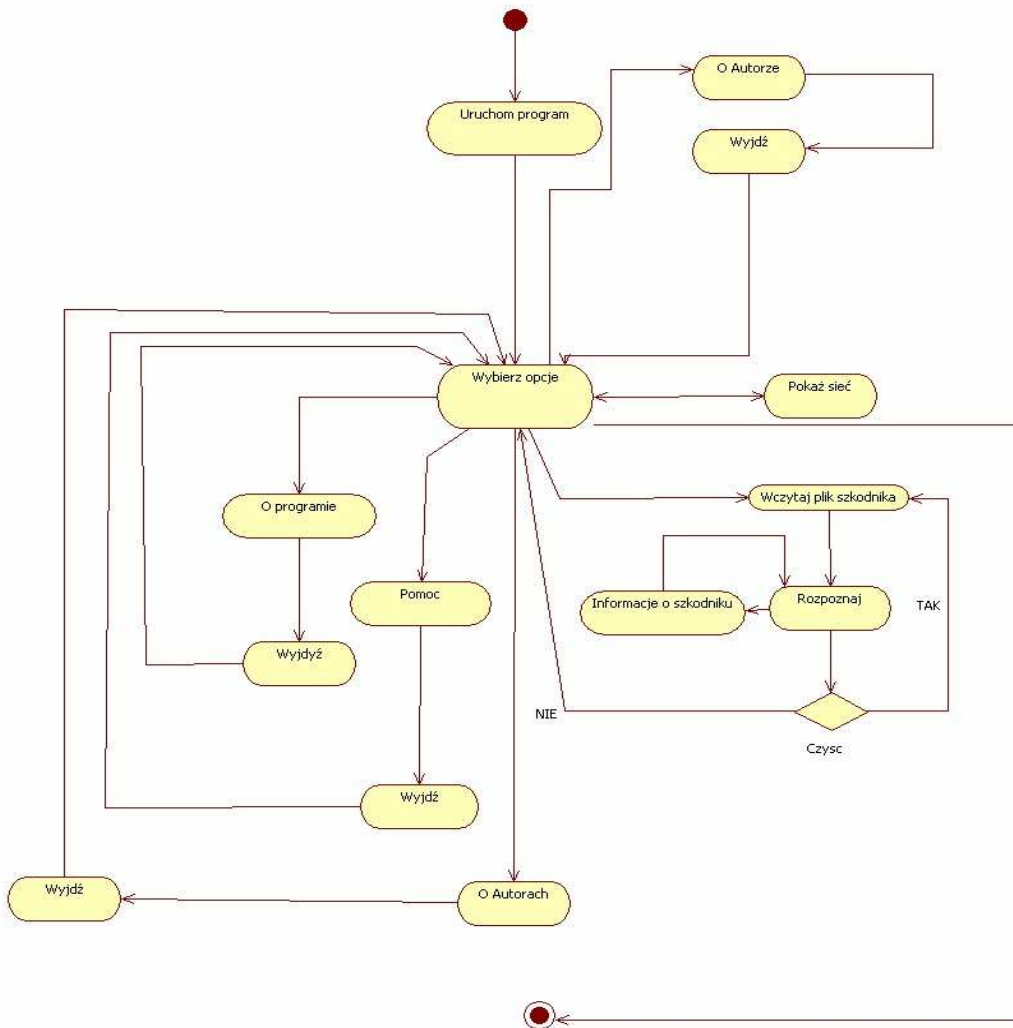 O Autorze
Uruchom program
Wyjdź
Wybierz opcje
Pokaż sieć
Wczytaj plik szkodnika
O programie
Pomoc
Informacje o szkodniku
Rozpoznaj
TAK
Wyjdyź
NIE
Czysc
Wyjdź
Wyjdź
O Autorach